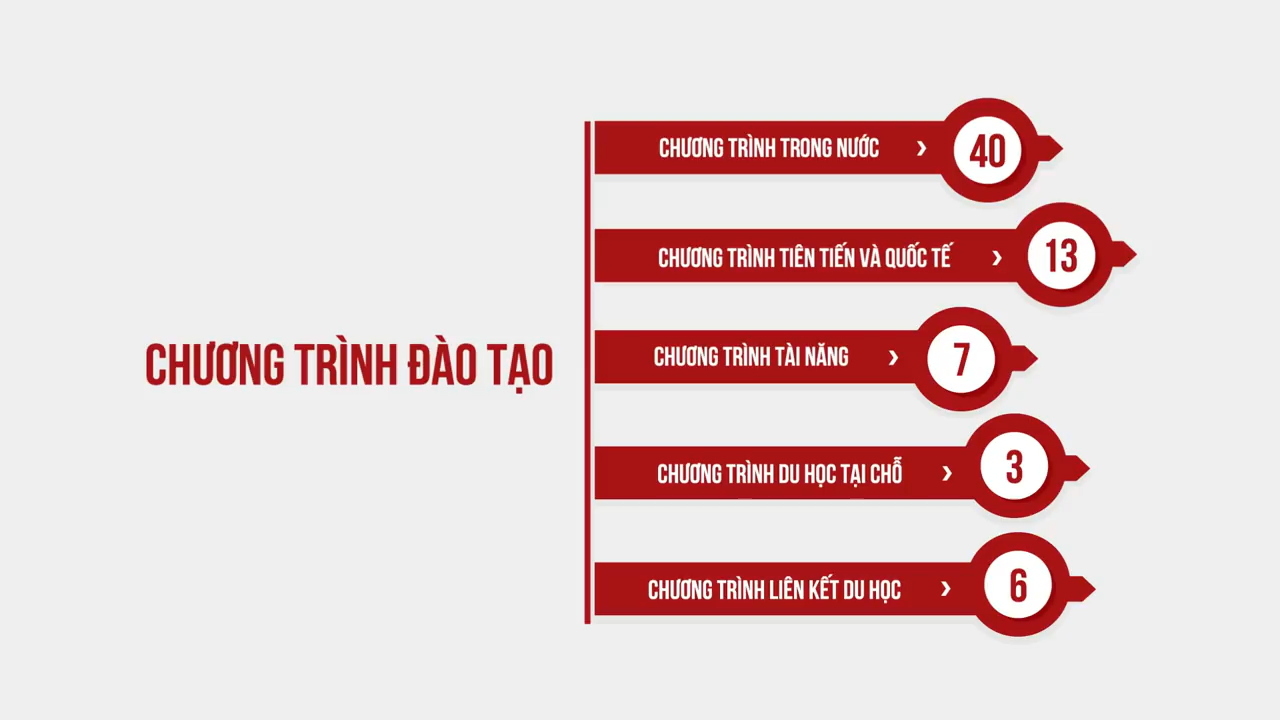 CHƯƠNG TRÌNH ĐÀO TẠO
CHƯƠNG TRÌNH TRONG NƯỚC › 40
CHƯƠNG TRÌNH TIÊN TIẾN VÀ QUỐC TẾ › 13
CHƯƠNG TRÌNH TÀI NĂNG › 7
CHƯƠNG TRÌNH DU HỌC TẠI CHỖ › 3
CHƯƠNG TRÌNH LIÊN KẾT DU HỌC › 6